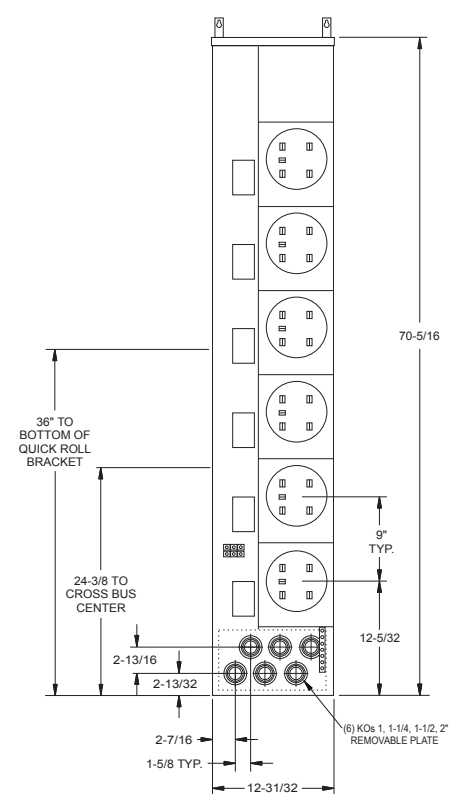 70-5/16
36" TO
BOTTOM OF
QUICK ROLL
BRACKET
9"
TYP.
24-3/8 TO
CROSS BUS
CENTER
12-5/32
2-13/16
2-13/32
(6) KOs 1, 1-1/4, 1-1/2, 2"
REMOVABLE PLATE
2-7/16
1-5/8 TYP.
12-31/32